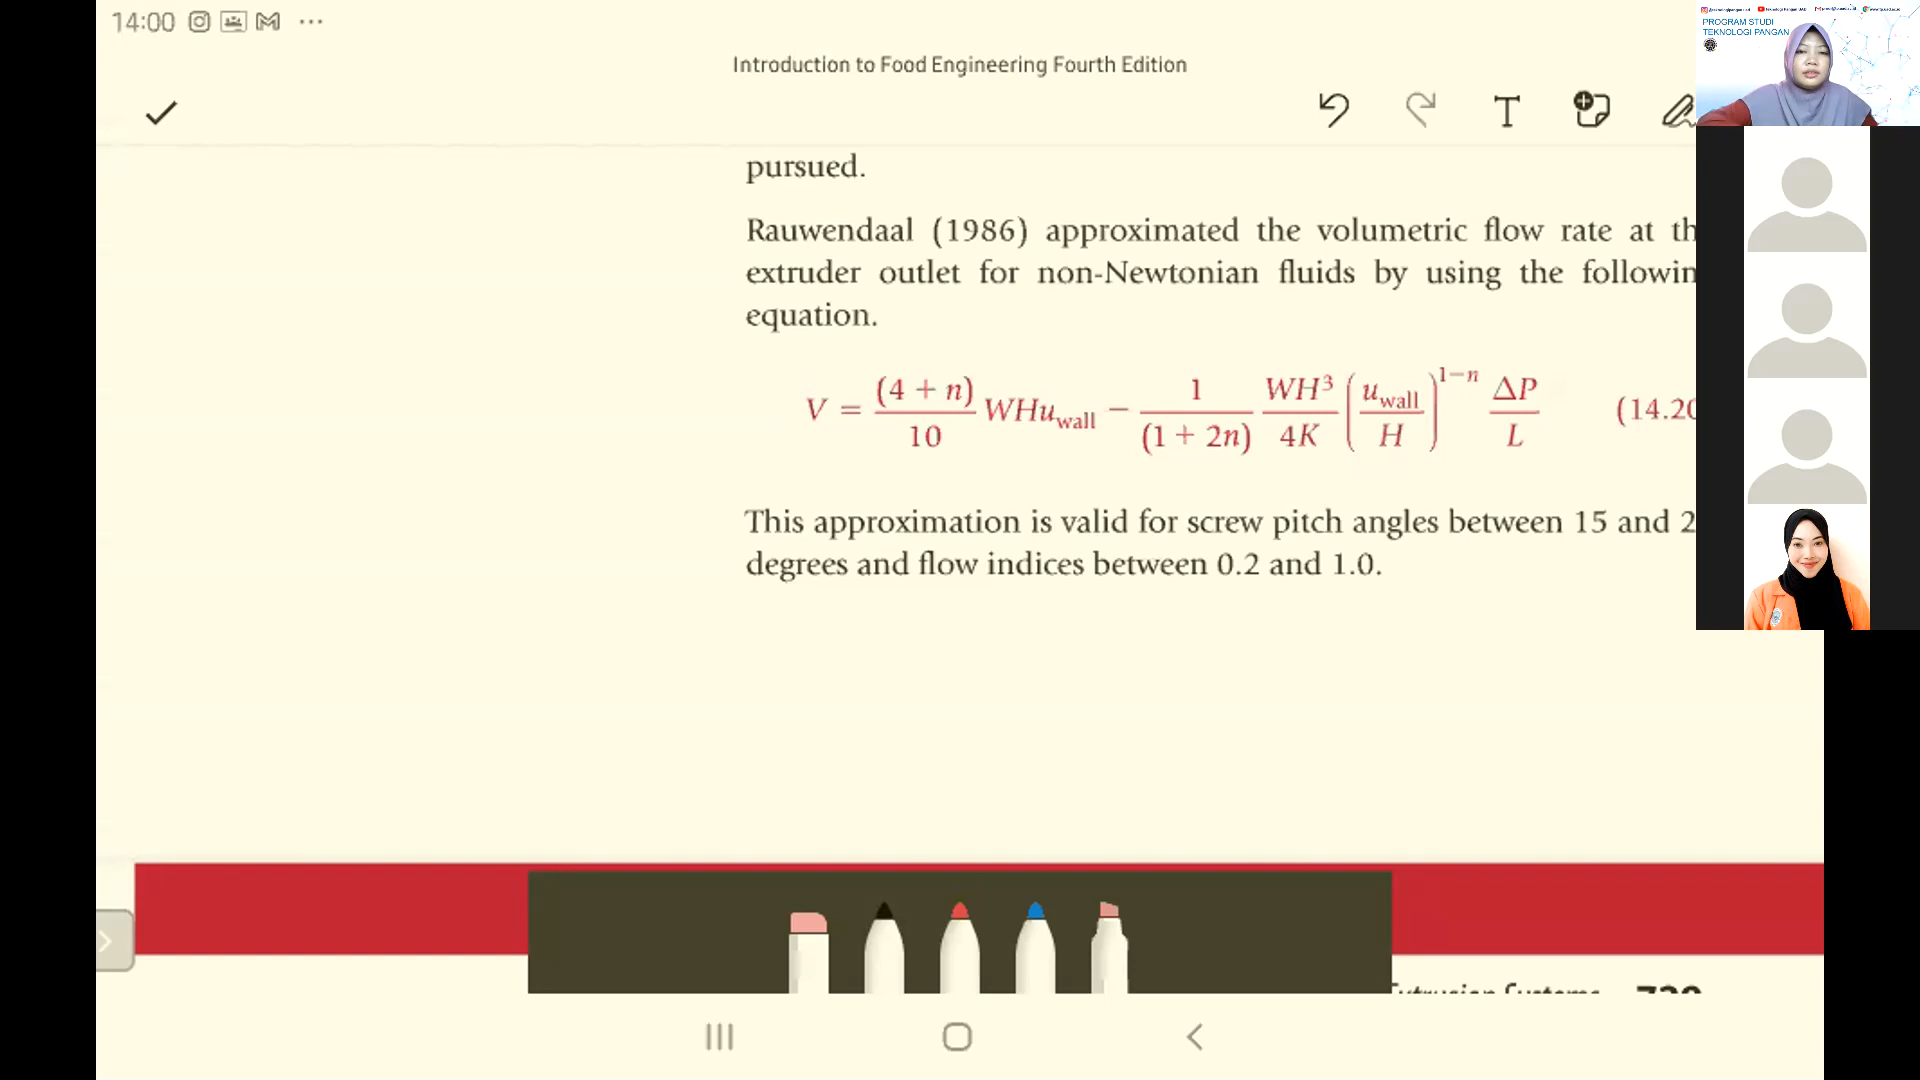 14:00
Introduction to Food Engineering Fourth Edition
PROGRAM STUDI
TEKNOLOGI PANGAN
pursued.
Rauwendaal (1986) approximated the volumetric flow rate at th
extruder outlet for non-Newtonian fluids by using the followin
equation.
V = (4 + n)/10 WHu_wall − 1/(1 + 2n) WH³/4K (u_wall/H)^(1−n) ΔP/L (14.20
This approximation is valid for screw pitch angles between 15 and 2
degrees and flow indices between 0.2 and 1.0.